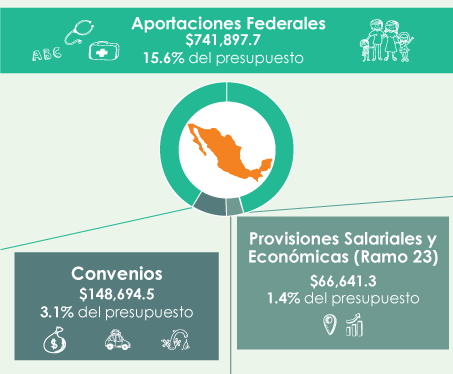 Aportaciones Federales
$741,897.7
15.6% del presupuesto
ABC
Provisiones Salariales y
Económicas (Ramo 23)
$66,641.3
1.4% del presupuesto
Convenios
$148,694.5
3.1% del presupuesto
$